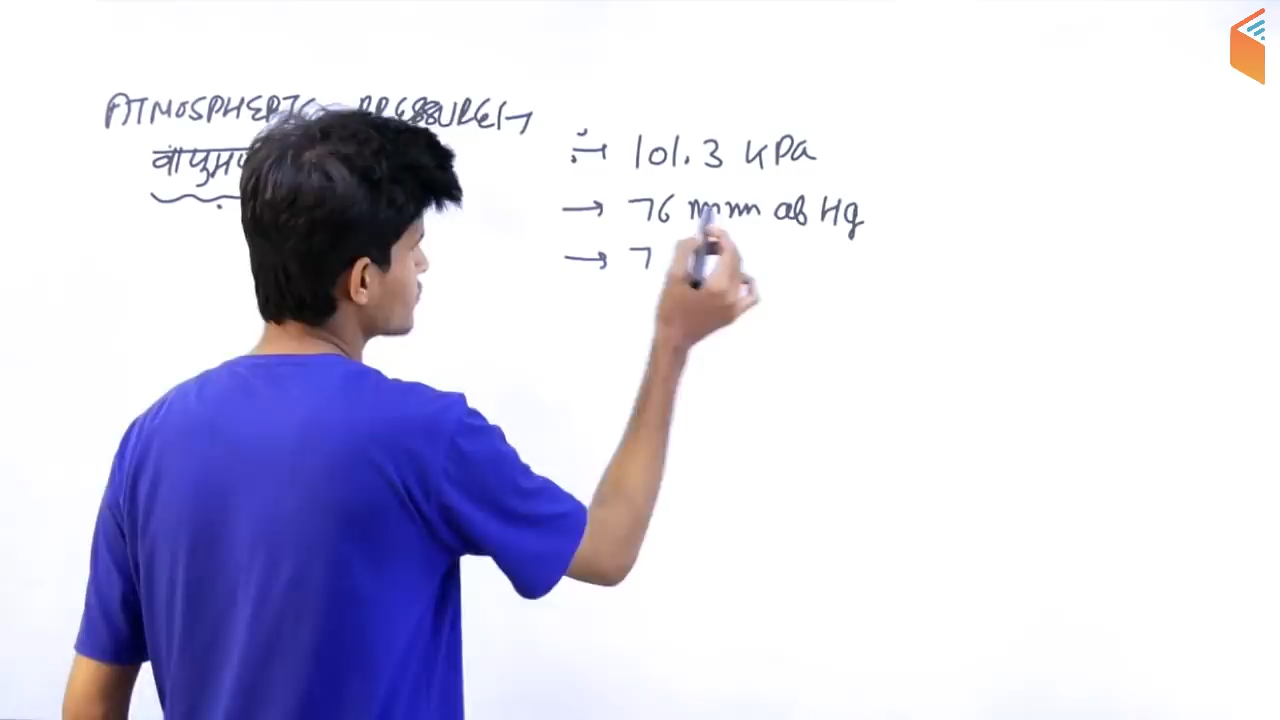 ATMOSPHERIC PRESSURE :→
÷→ 101.3 KPa
→ 76 mm of Hg
→ 7